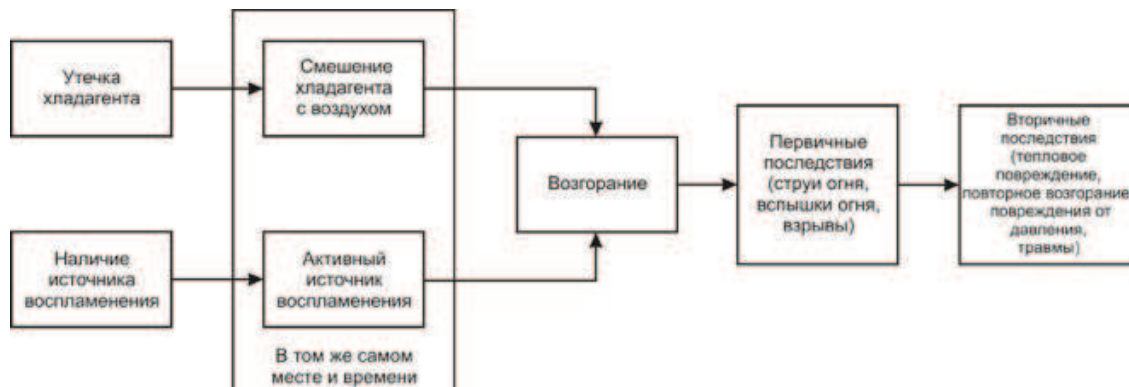 Утечка
хладагента
Смешение
хладагента
с воздухом
Наличие
источника
воспламенения
Активный
источник
воспламенения
В том же самом
месте и времени
Возгорание
Первичные
последствия
(струи огня,
вспышки огня,
взрывы)
Вторичные
последствия
(тепловое
повреждение,
повторное возгорание,
повреждения от
давления,
травмы)